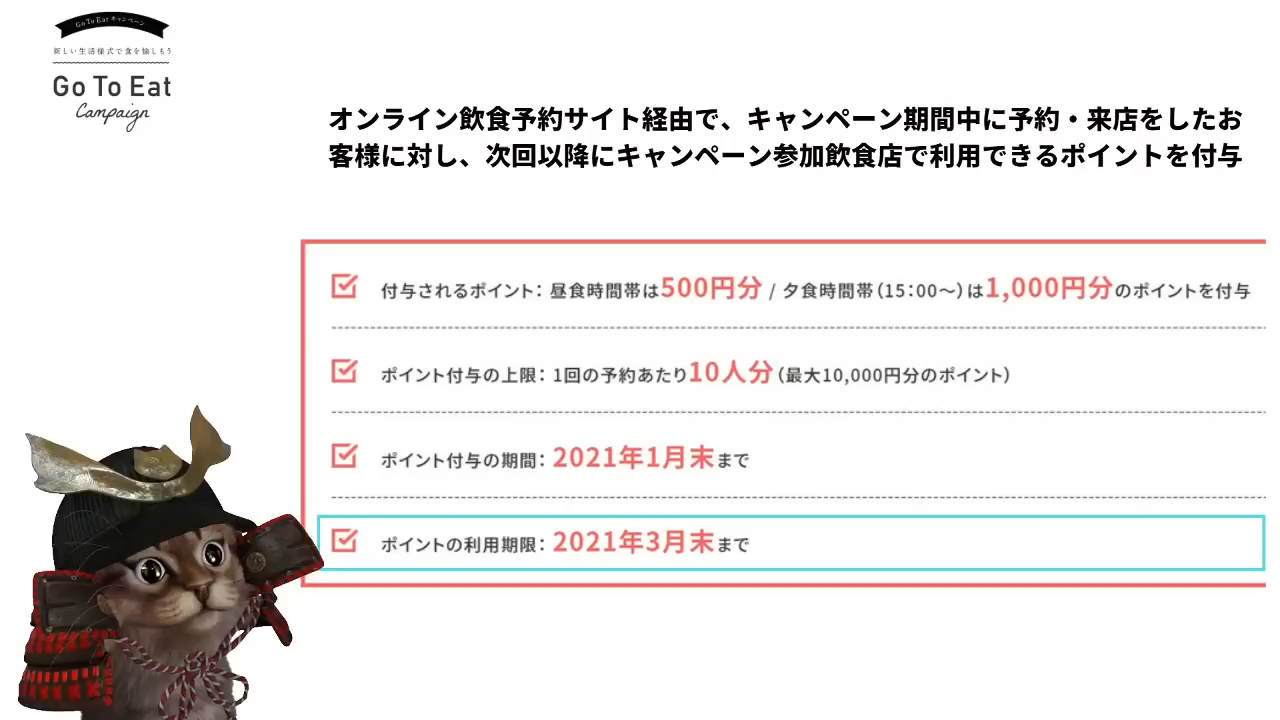 Go To Eat キャンペーン
新しい生活様式で食を愉しもう
Go To Eat
Campaign
オンライン飲食予約サイト経由で、キャンペーン期間中に予約・来店をしたお
客様に対し、次回以降にキャンペーン参加飲食店で利用できるポイントを付与
付与されるポイント：昼食時間帯は500円分 / 夕食時間帯（15：00～）は1,000円分のポイントを付与
ポイント付与の上限：1回の予約あたり10人分（最大10,000円分のポイント）
ポイント付与の期間：2021年1月末まで
ポイントの利用期限：2021年3月末まで